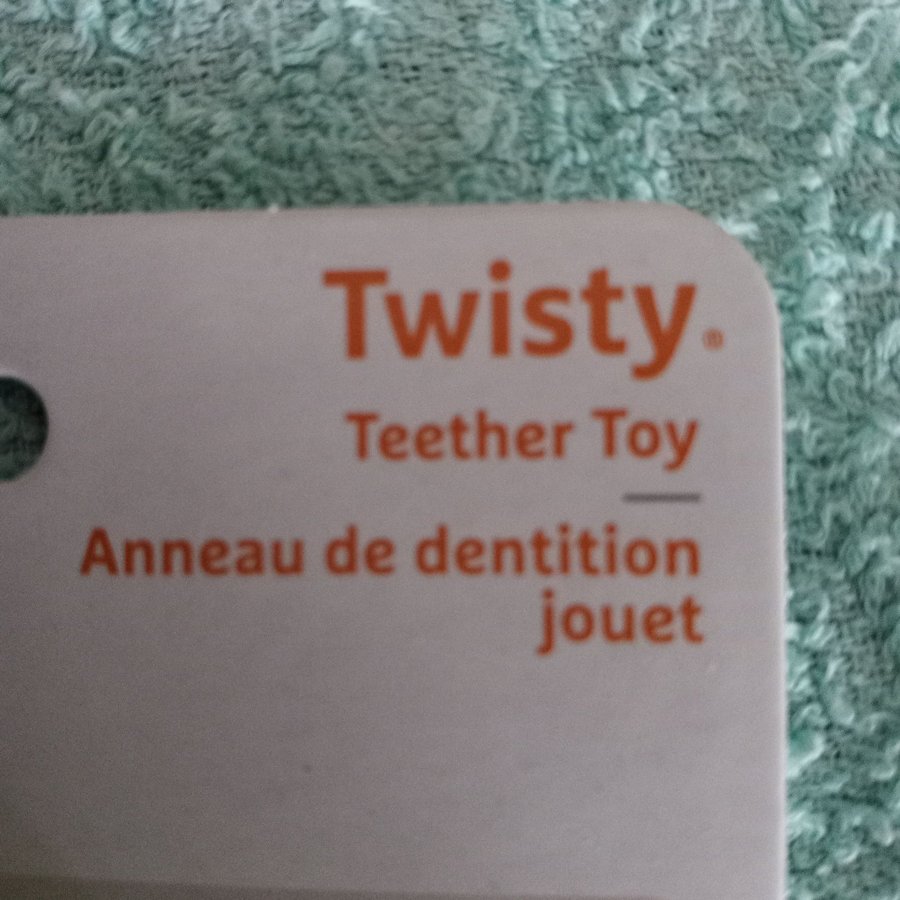 Twisty®
Teether Toy
Anneau de dentition
jouet